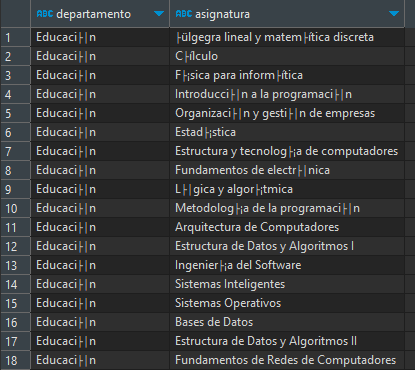 ABC departamento ABC asignatura
1 Educaci├│n ├ülgegra lineal y matem├ítica discreta
2 Educaci├│n C├ílculo
3 Educaci├│n F├¡sica para inform├ítica
4 Educaci├│n Introducci├│n a la programaci├│n
5 Educaci├│n Organizaci├│n y gesti├│n de empresas
6 Educaci├│n Estad├¡stica
7 Educaci├│n Estructura y tecnolog├¡a de computadores
8 Educaci├│n Fundamentos de electr├│nica
9 Educaci├│n L├│gica y algor├¡tmica
10 Educaci├│n Metodolog├¡a de la programaci├│n
11 Educaci├│n Arquitectura de Computadores
12 Educaci├│n Estructura de Datos y Algoritmos I
13 Educaci├│n Ingenier├¡a del Software
14 Educaci├│n Sistemas Inteligentes
15 Educaci├│n Sistemas Operativos
16 Educaci├│n Bases de Datos
17 Educaci├│n Estructura de Datos y Algoritmos II
18 Educaci├│n Fundamentos de Redes de Computadores